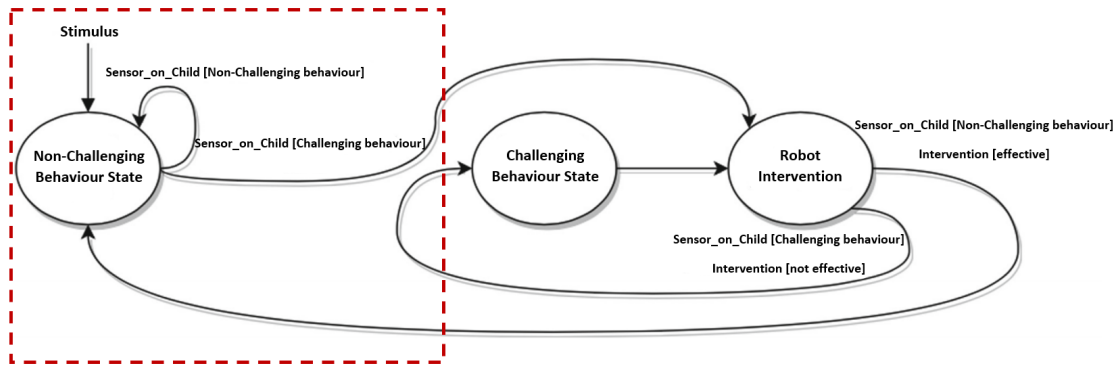 Stimulus
Sensor_on_Child [Non-Challenging behaviour]
Sensor_on_Child [Challenging behaviour]
Non-Challenging
Behaviour State
Challenging
Behaviour State
Robot
Intervention
Sensor_on_Child [Non-Challenging behaviour]
Intervention [effective]
Sensor_on_Child [Challenging behaviour]
Intervention [not effective]